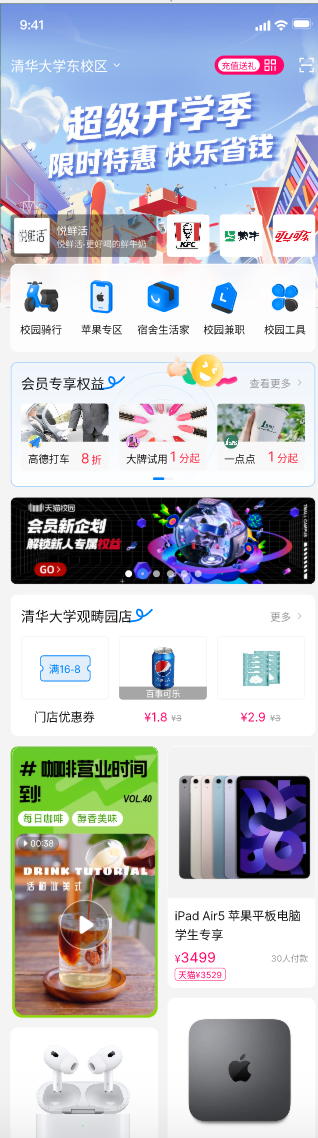 9:41
清华大学东校区
充值送礼
超级开学季
限时特惠 快乐省钱
悦鲜活
悦鲜活
悦鲜活-更好喝的鲜牛奶
KFC
蒙牛
可口可乐
校园骑行
苹果专区
宿舍生活家
校园兼职
校园工具
会员专享权益
查看更多
高德打车 8折
大牌试用 1分起
一点点 1分起
天猫校园
会员新企划
解锁新人专属权益
GO
TMALL CAMPUS
清华大学观畴园店
更多
满16-8
百事可乐
门店优惠券
¥1.8 ¥3
¥2.9 ¥3
# 咖啡营业时间
到!
VOL.40
每日咖啡
醇香美味
00:38
DRINK TUTORIAL
活柏冰美式
iPad Air5 苹果平板电脑
学生专享
¥3499
30人付款
天猫¥3529